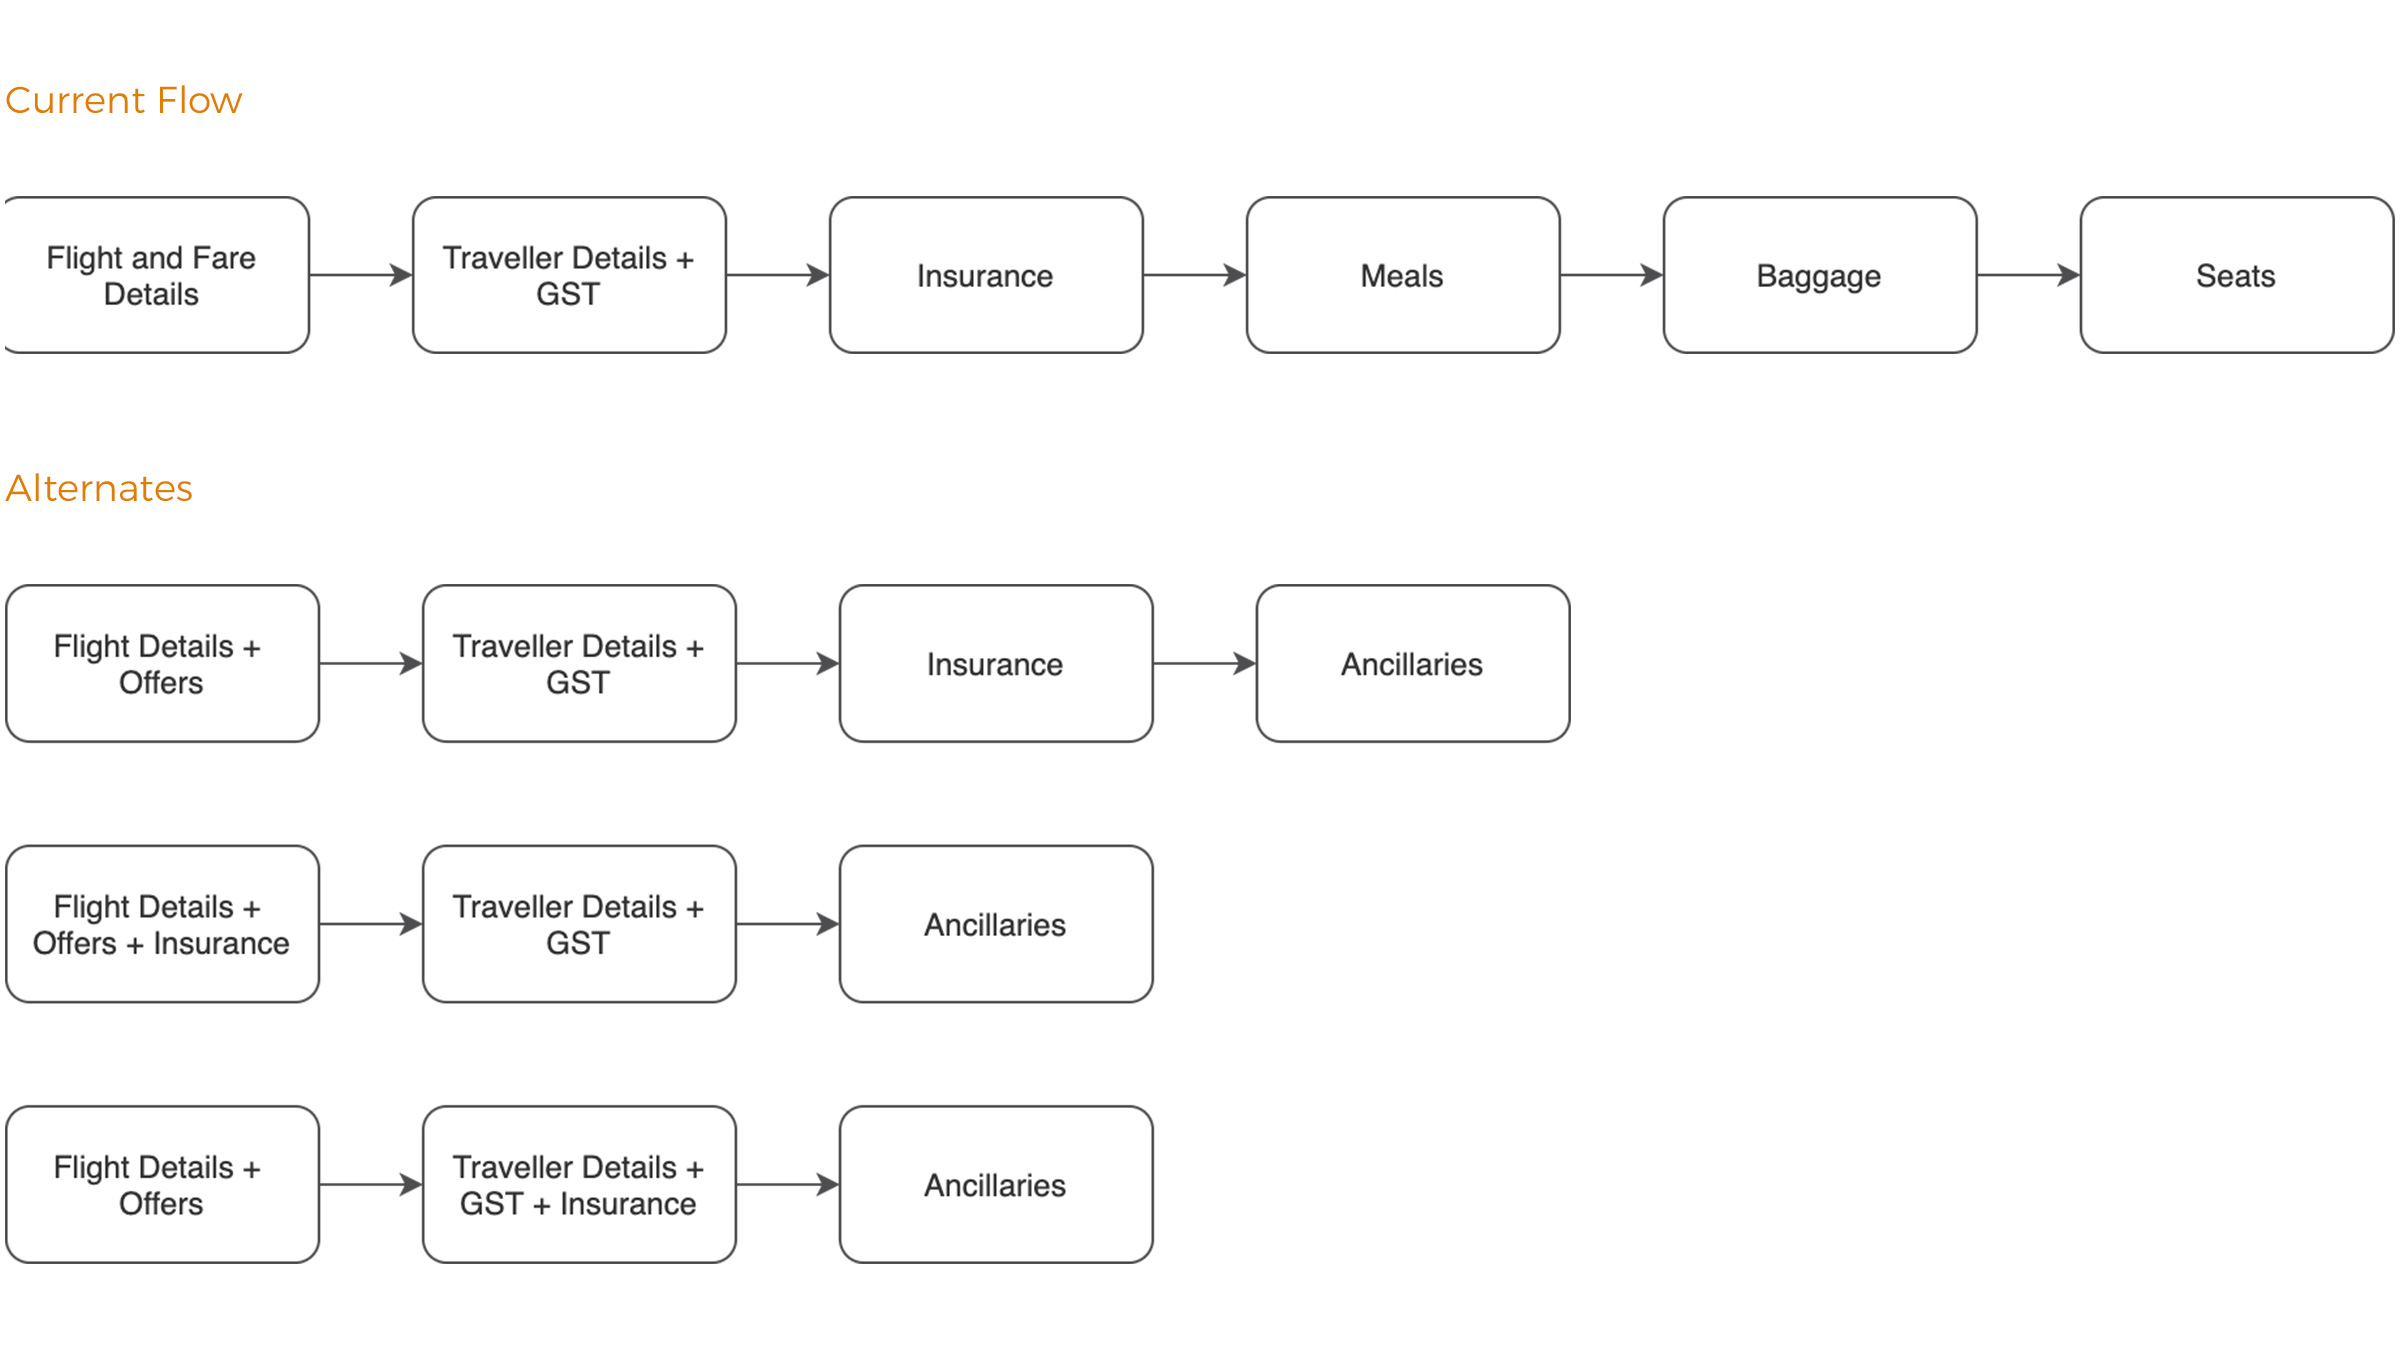 Current Flow
Flight and Fare
Details
Traveller Details +
GST
Insurance
Meals
Baggage
Seats
Alternates
Flight Details +
Offers
Traveller Details +
GST
Insurance
Ancillaries
Flight Details +
Offers + Insurance
Traveller Details +
GST
Ancillaries
Flight Details +
Offers
Traveller Details +
GST + Insurance
Ancillaries